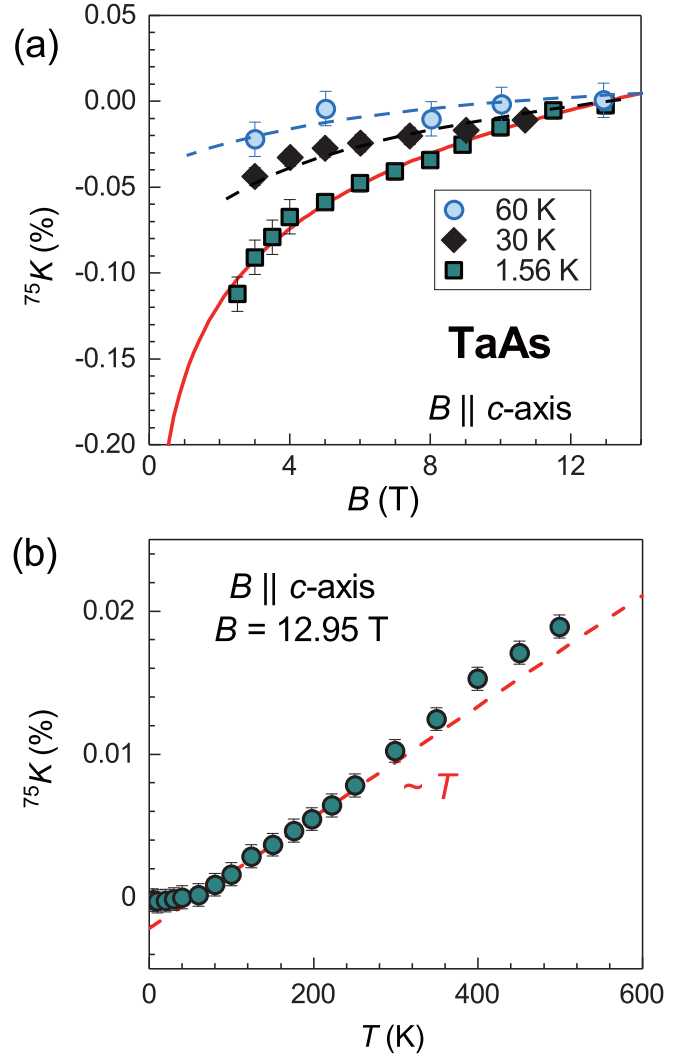 (a)
0.05
0.00
-0.05
-0.10
-0.15
-0.20
⁷⁵K (%)
60 K
30 K
1.56 K
TaAs
B || c-axis
0 4 8 12
B (T)
(b)
B || c-axis
B = 12.95 T
0.02
0.01
0
⁷⁵K (%)
~ T
0 200 400 600
T (K)